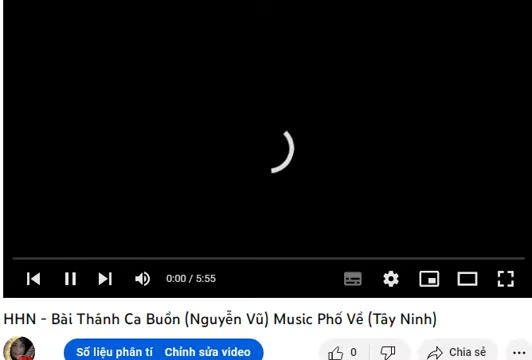 0:00 / 5:55
HHN - Bài Thánh Ca Buồn (Nguyễn Vũ) Music Phố Về (Tây Ninh)
Số liệu phân tí Chỉnh sửa video 0 Chia sẻ